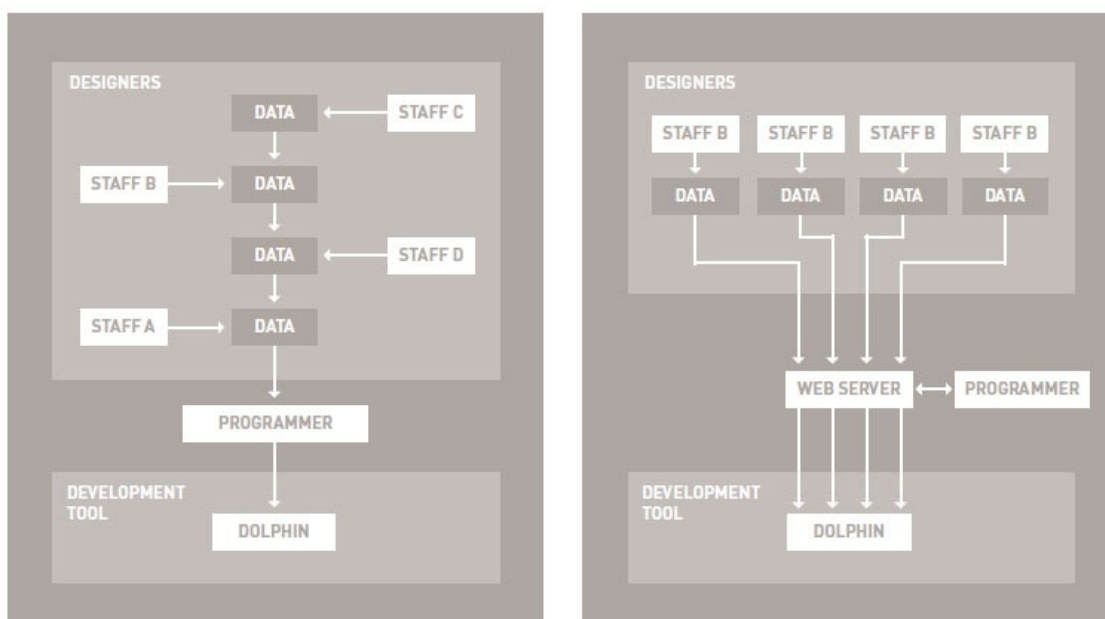 DESIGNERS
DATA
STAFF C
STAFF B
DATA
DATA
STAFF D
STAFF A
DATA
PROGRAMMER
DEVELOPMENT
TOOL
DOLPHIN
DESIGNERS
STAFF B
STAFF B
STAFF B
STAFF B
DATA
DATA
DATA
DATA
WEB SERVER
PROGRAMMER
DEVELOPMENT
TOOL
DOLPHIN